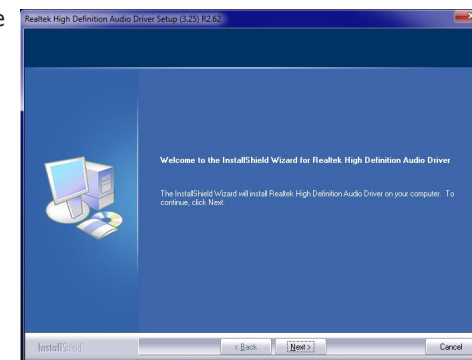 e
Realtek High Definition Audio Driver Setup (3.25) R2.62
Welcome to the InstallShield Wizard for Realtek High Definition Audio Driver
The InstallShield Wizard will install Realtek High Definition Audio Driver on your computer. To
continue, click Next.
InstallShield
< Back
Next >
Cancel